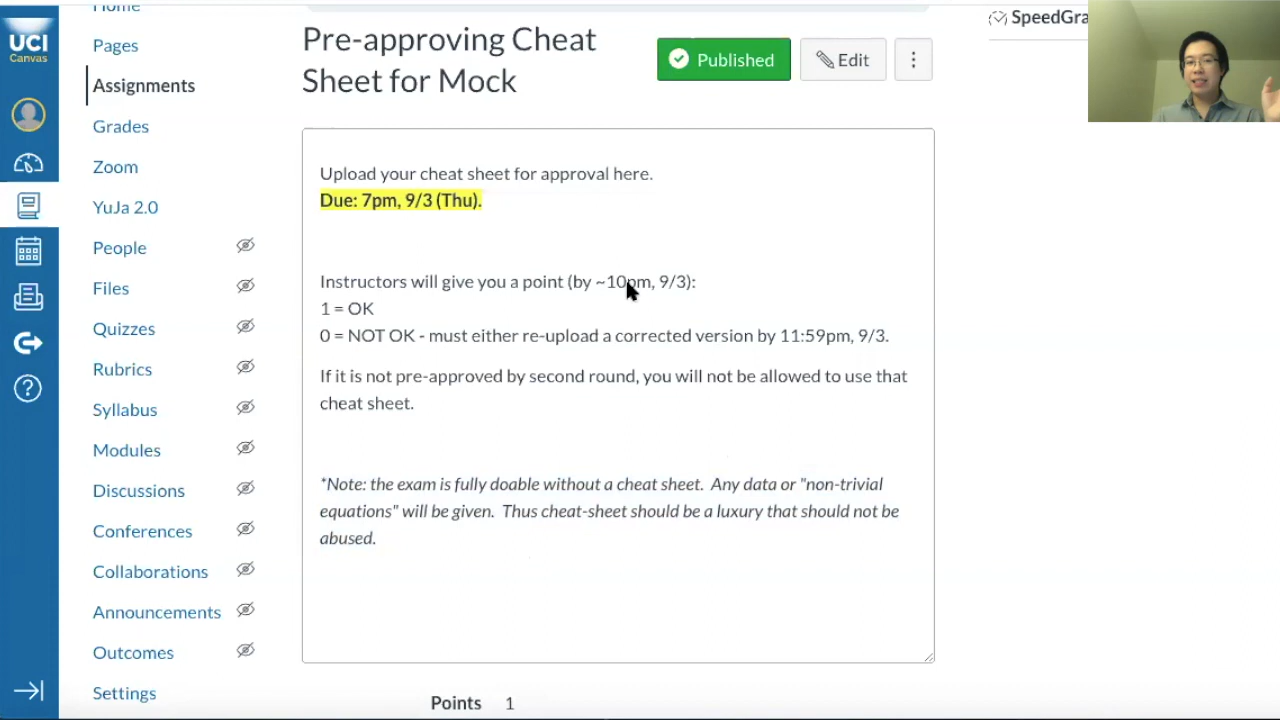 Home
UCI
Canvas
Pages
Assignments
Grades
Zoom
YuJa 2.0
People
Files
Quizzes
Rubrics
Syllabus
Modules
Discussions
Conferences
Collaborations
Announcements
Outcomes
Settings
Pre-approving Cheat
Sheet for Mock
Published
Edit
SpeedGra
Upload your cheat sheet for approval here.
Due: 7pm, 9/3 (Thu).
Instructors will give you a point (by ~10pm, 9/3):
1 = OK
0 = NOT OK - must either re-upload a corrected version by 11:59pm, 9/3.
If it is not pre-approved by second round, you will not be allowed to use that
cheat sheet.
*Note: the exam is fully doable without a cheat sheet. Any data or "non-trivial
equations" will be given. Thus cheat-sheet should be a luxury that should not be
abused.
Points 1